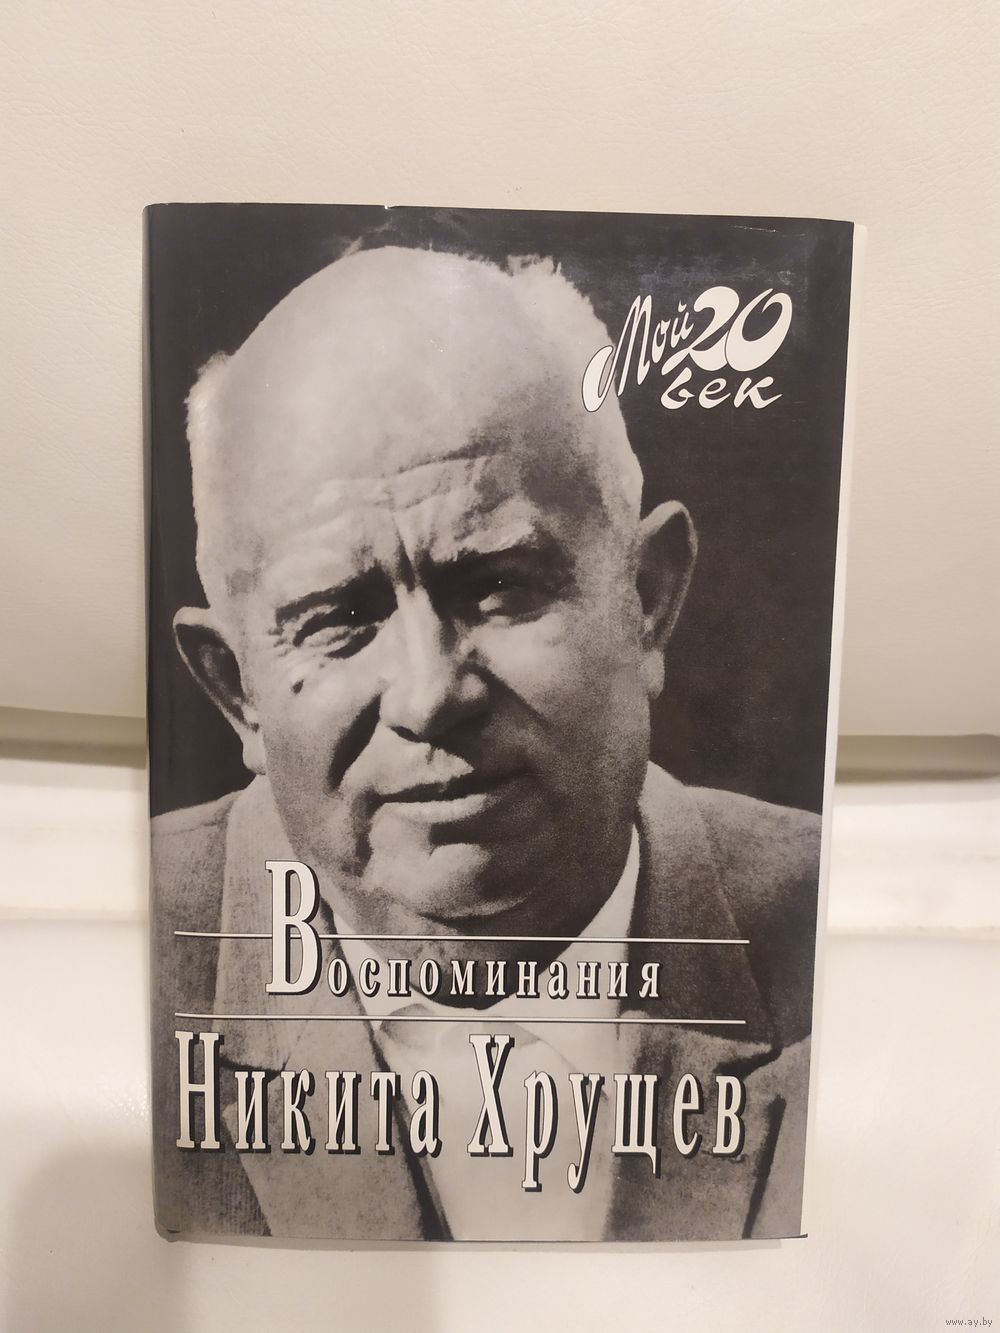 Мой 20
век
Воспоминания
Никита Хрущев
www.ay.by